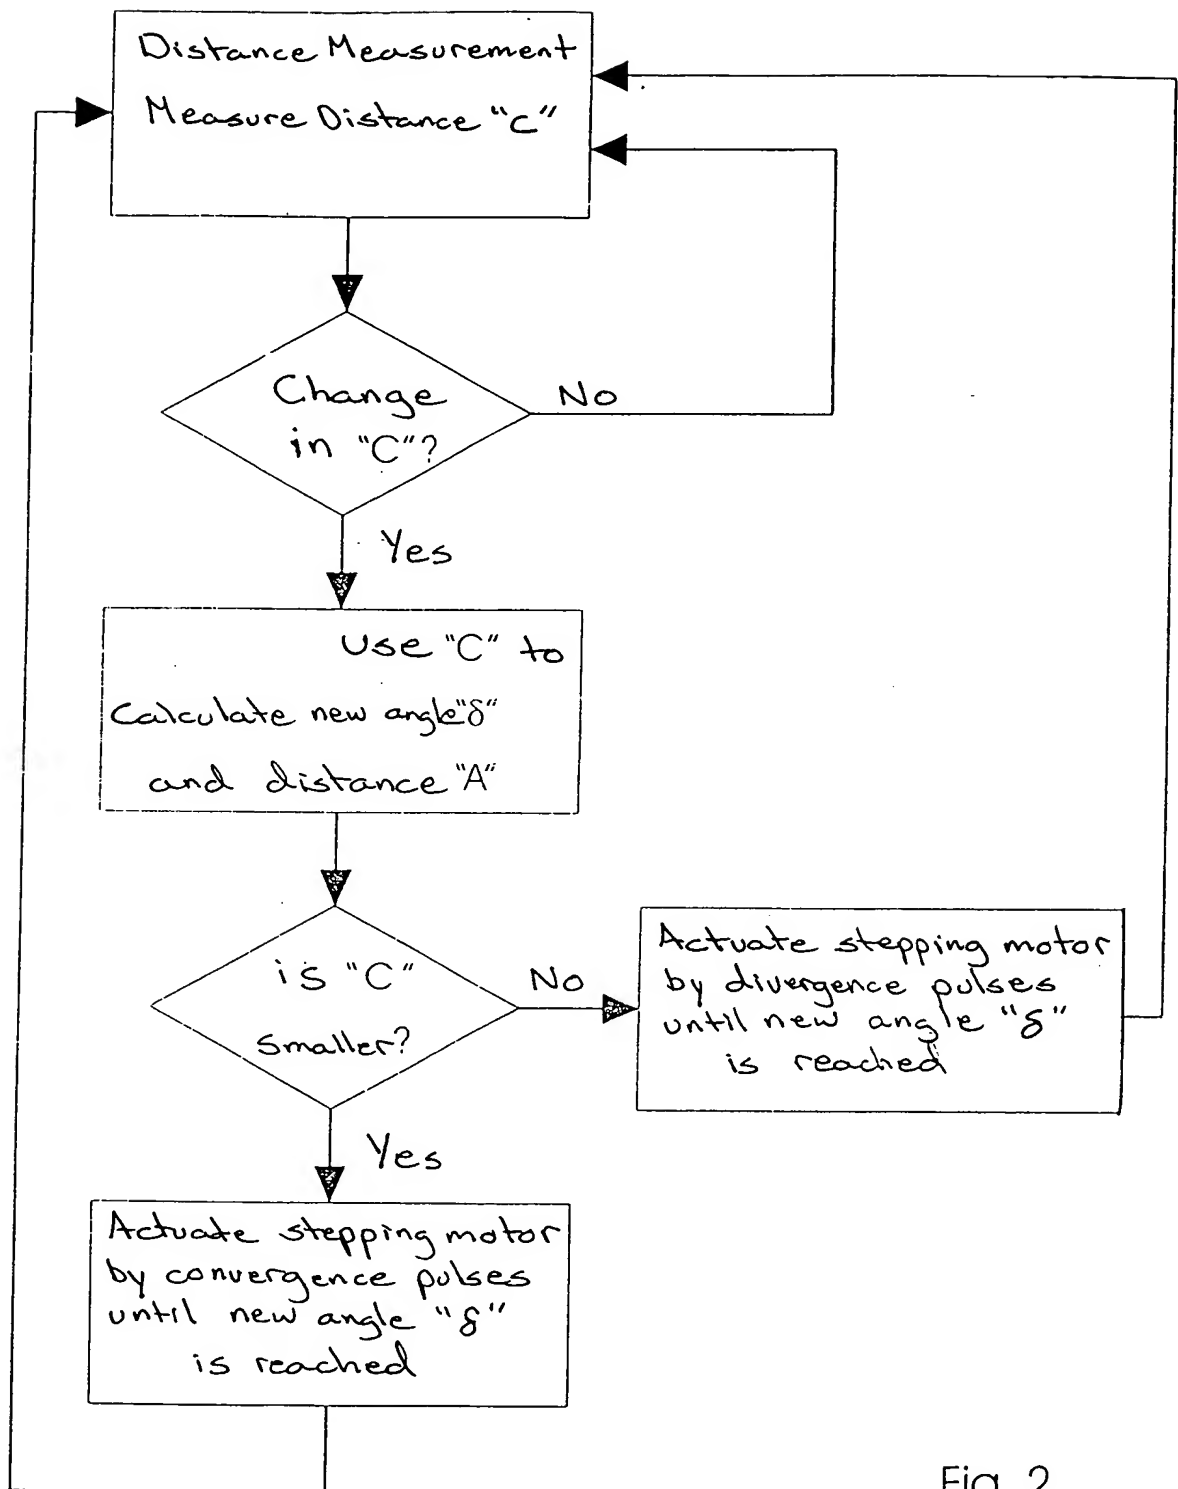 Distance Measurement
Measure Distance "C"
Change
in "C"?
No
Yes
Use "C" to
Calculate new angle "δ"
and distance "A"
is "C"
smaller?
No
Actuate stepping motor
by divergence pulses
until new angle "δ"
is reached
Yes
Actuate stepping motor
by convergence pulses
until new angle "δ"
is reached
Fig. 2